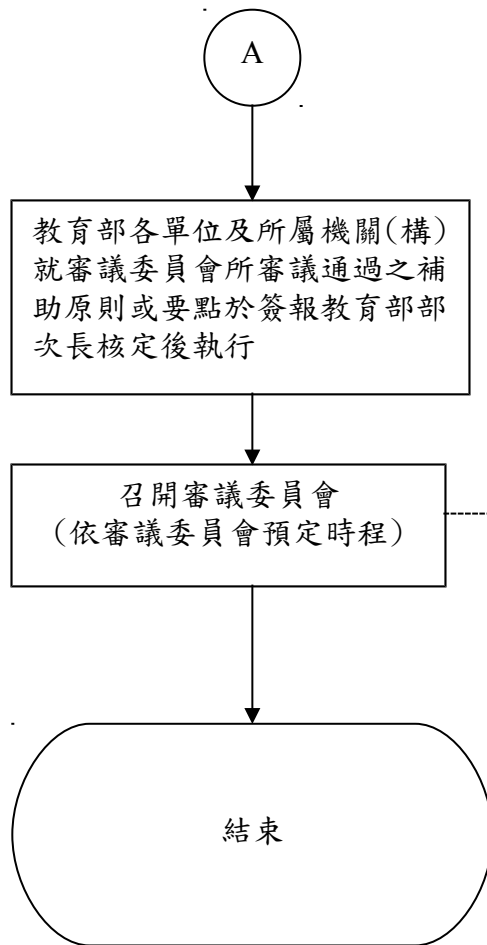 A
教育部各單位及所屬機關(構)
就審議委員會所審議通過之補
助原則或要點於簽報教育部部
次長核定後執行
召開審議委員會
(依審議委員會預定時程)
結束